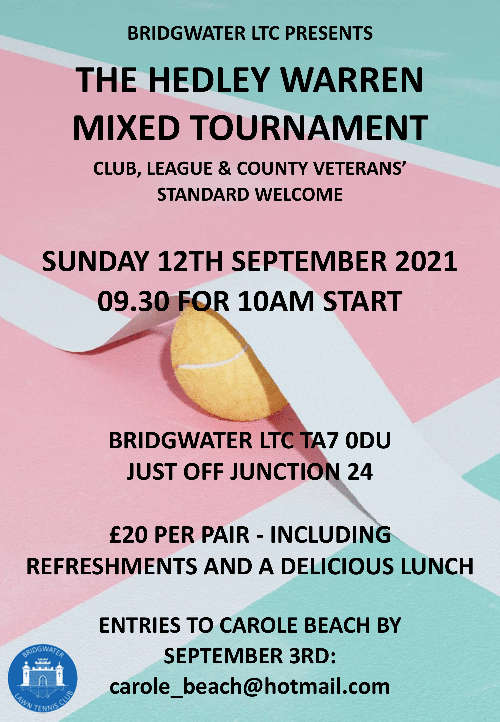 BRIDGWATER LTC PRESENTS
THE HEDLEY WARREN
MIXED TOURNAMENT
CLUB, LEAGUE & COUNTY VETERANS'
STANDARD WELCOME
SUNDAY 12TH SEPTEMBER 2021
09.30 FOR 10AM START
BRIDGWATER LTC TA7 0DU
JUST OFF JUNCTION 24
£20 PER PAIR - INCLUDING
REFRESHMENTS AND A DELICIOUS LUNCH
ENTRIES TO CAROLE BEACH BY
SEPTEMBER 3RD:
carole_beach@hotmail.com
BRIDGWATER
LAWN TENNIS CLUB